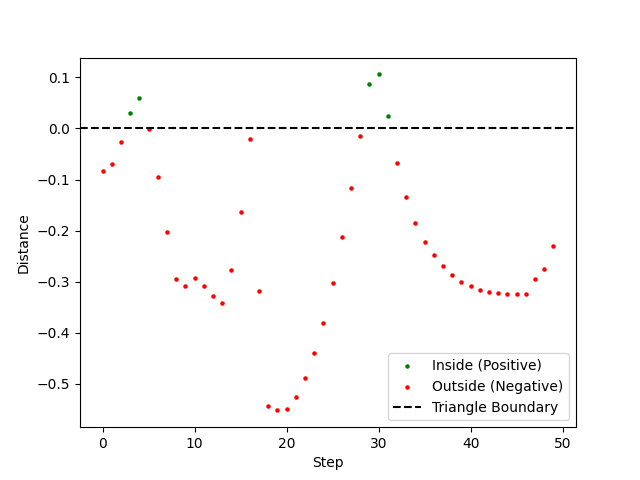 0.1
0.0
−0.1
−0.2
−0.3
−0.4
−0.5
Distance
0 10 20 30 40 50
Step
Inside (Positive)
Outside (Negative)
Triangle Boundary